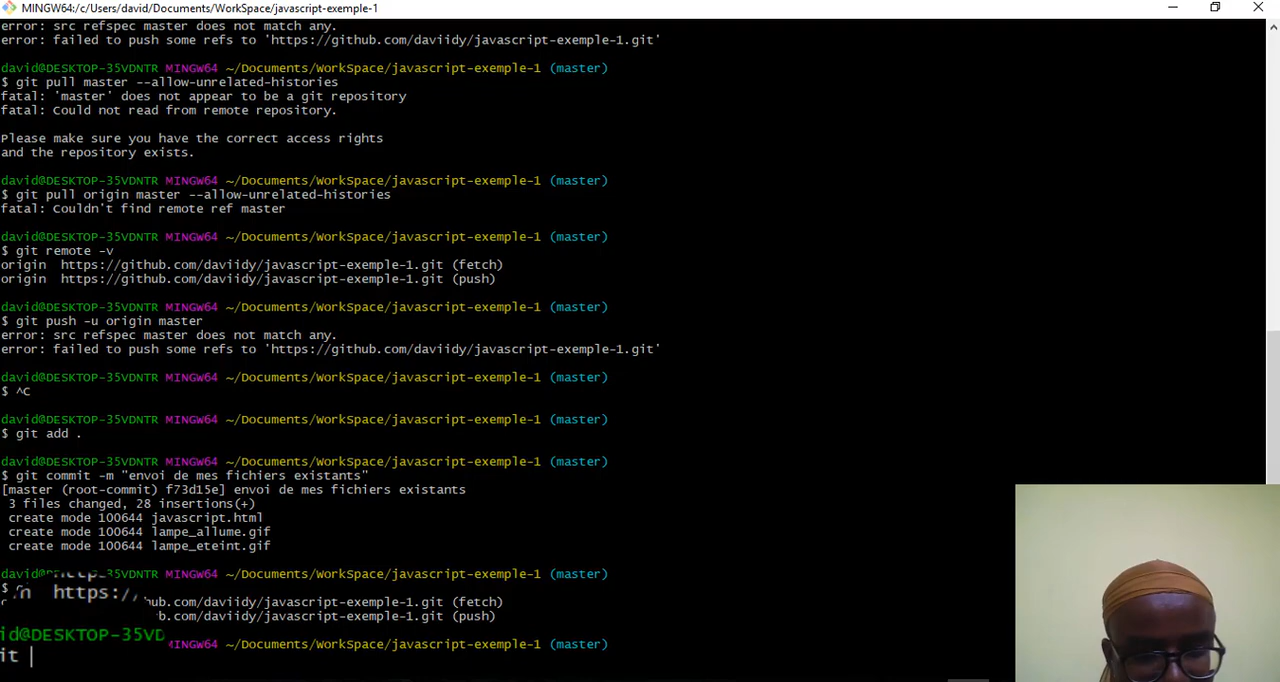 MINGW64:/c/Users/david/Documents/WorkSpace/javascript-exemple-1
error: src refspec master does not match any.
error: failed to push some refs to 'https://github.com/daviidy/javascript-exemple-1.git'
david@DESKTOP-35VDNTR MINGW64 ~/Documents/WorkSpace/javascript-exemple-1 (master)
$ git pull master --allow-unrelated-histories
fatal: 'master' does not appear to be a git repository
fatal: Could not read from remote repository.
Please make sure you have the correct access rights
and the repository exists.
david@DESKTOP-35VDNTR MINGW64 ~/Documents/WorkSpace/javascript-exemple-1 (master)
$ git pull origin master --allow-unrelated-histories
fatal: Couldn't find remote ref master
david@DESKTOP-35VDNTR MINGW64 ~/Documents/WorkSpace/javascript-exemple-1 (master)
$ git remote -v
origin  https://github.com/daviidy/javascript-exemple-1.git (fetch)
origin  https://github.com/daviidy/javascript-exemple-1.git (push)
david@DESKTOP-35VDNTR MINGW64 ~/Documents/WorkSpace/javascript-exemple-1 (master)
$ git push -u origin master
error: src refspec master does not match any.
error: failed to push some refs to 'https://github.com/daviidy/javascript-exemple-1.git'
david@DESKTOP-35VDNTR MINGW64 ~/Documents/WorkSpace/javascript-exemple-1 (master)
$ ^C
david@DESKTOP-35VDNTR MINGW64 ~/Documents/WorkSpace/javascript-exemple-1 (master)
$ git add .
david@DESKTOP-35VDNTR MINGW64 ~/Documents/WorkSpace/javascript-exemple-1 (master)
$ git commit -m "envoi de mes fichiers existants"
[master (root-commit) f73d15e] envoi de mes fichiers existants
3 files changed, 28 insertions(+)
create mode 100644 javascript.html
create mode 100644 lampe_allume.gif
create mode 100644 lampe_eteint.gif
35VDNTR MINGW64 ~/Documents/WorkSpace/javascript-exemple-1 (master)
$
n  https:// hub.com/daviidy/javascript-exemple-1.git (fetch)
b.com/daviidy/javascript-exemple-1.git (push)
id@DESKTOP-35VD MINGW64 ~/Documents/WorkSpace/javascript-exemple-1 (master)
it